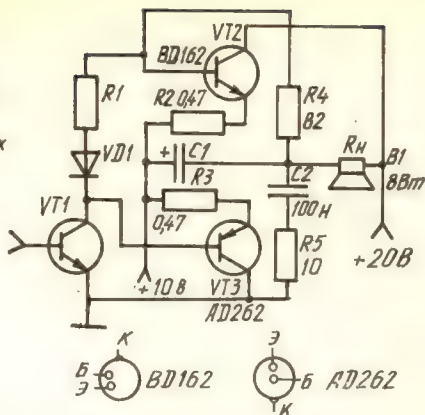 VT2
BD162
R1
R2 0,47
R4
82
к
VD1
+ C1
Rн
B1
VT1
R3
C2
8Вт
100н
0,47
R5
10
+20В
+10В
VT3
AD262
К
Б
Э
BD162
Э
Б
К
AD262